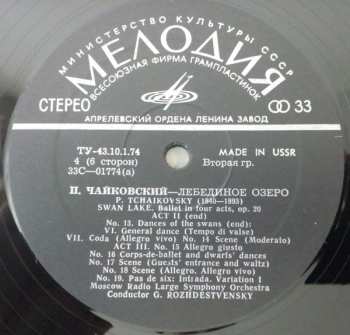 МИНИСТЕРСТВО КУЛЬТУРЫ СССР
МЕЛОДИЯ
ВСЕСОЮЗНАЯ ФИРМА ГРАМПЛАСТИНОК
СТЕРЕО
33
АПРЕЛЕВСКИЙ ОРДЕНА ЛЕНИНА ЗАВОД
ТУ-43.10.1.74 MADE IN USSR
4 (6 сторон) Вторая гр.
33С—01774(а)
П. ЧАЙКОВСКИЙ—ЛЕБЕДИНОЕ ОЗЕРО
P. TCHAIKOVSKY (1840—1893)
SWAN LAKE. Ballet in four acts, op. 20
ACT II (end)
No. 13. Dances of the swans (end):
VI. General dance (Tempo di valse)
VII. Coda (Allegro vivo) No. 14 Scene (Moderato)
ACT III. No. 15 Allegro giusto
No. 16 Corps-de-ballet and dwarfs' dances
No. 17 Scene (Guests' entrance and waltz)
No. 18 Scene (Allegro. Allegro vivo)
No. 19. Pas de six: Intrada. Variation I
Moscow Radio Large Symphony Orchestra
Conductor G. ROZHDESTVENSKY